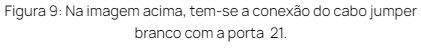 Figura 9: Na imagem acima, tem-se a conexão do cabo jumper
branco com a porta 21.